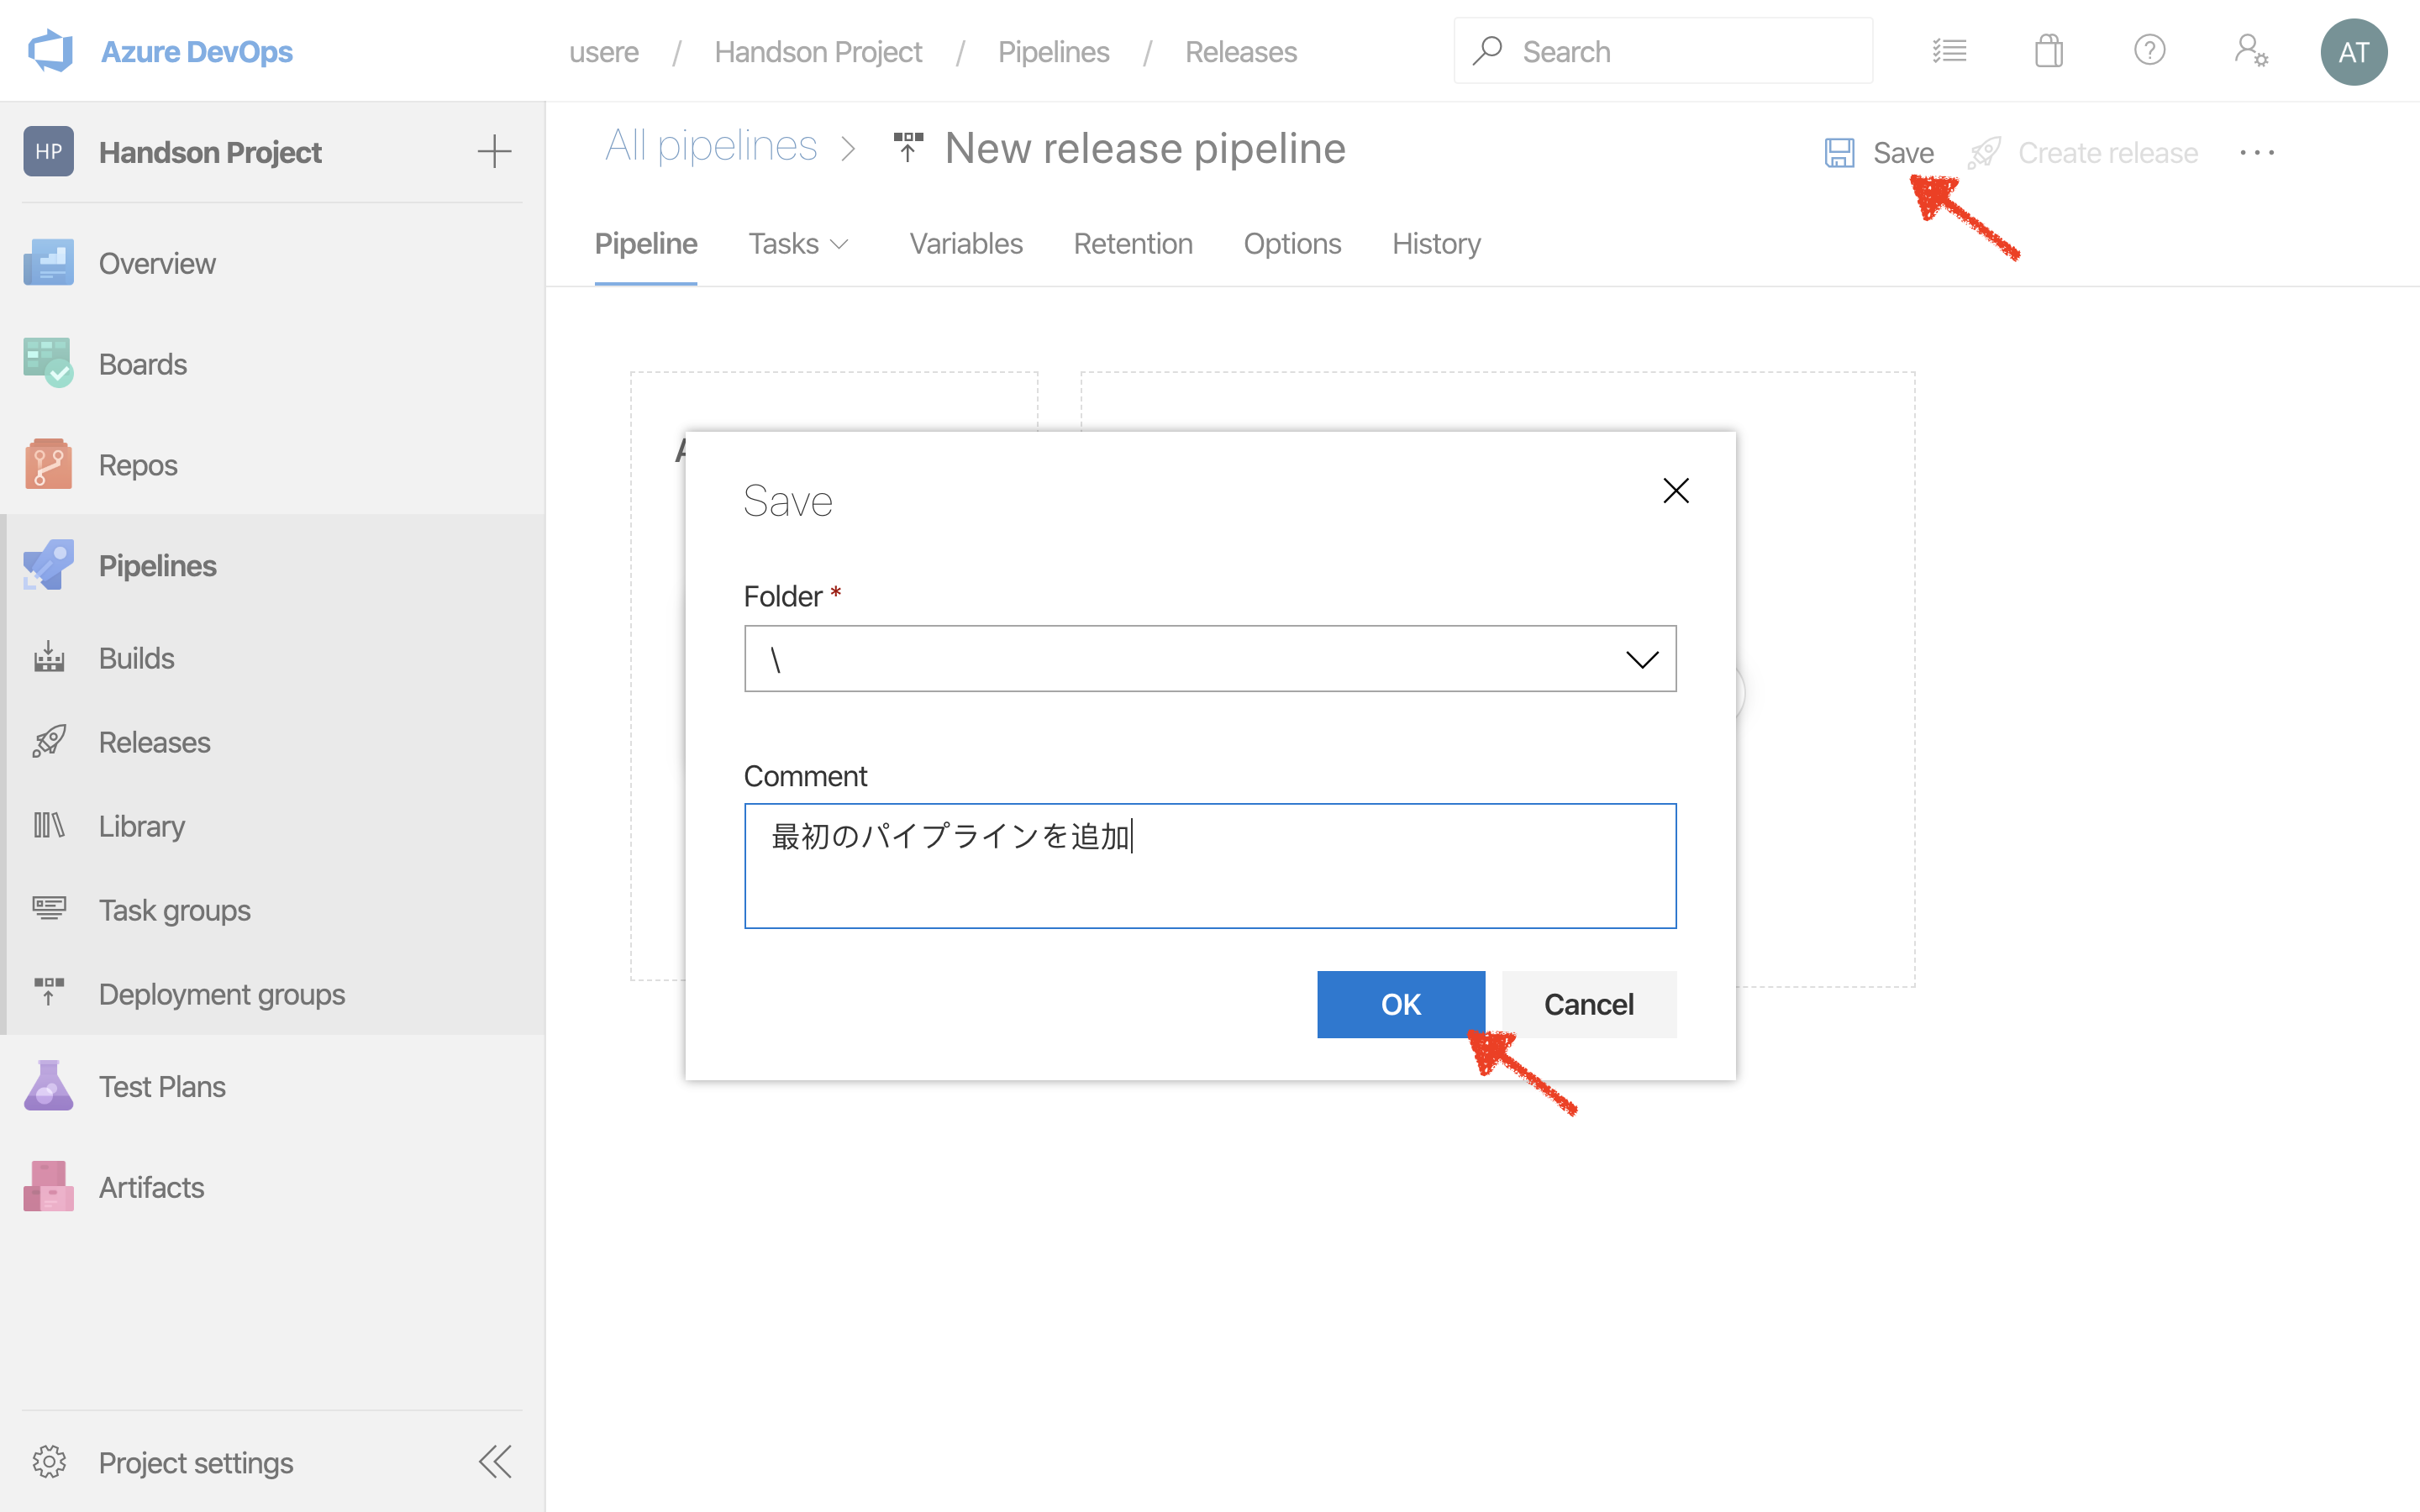 Azure DevOps
usere / Handson Project / Pipelines / Releases
Search
AT
HP
Handson Project
Overview
Boards
Repos
Pipelines
Builds
Releases
Library
Task groups
Deployment groups
Test Plans
Artifacts
Project settings
All pipelines > New release pipeline
Save
Create release
Pipeline
Tasks
Variables
Retention
Options
History
Save
Folder *
\
Comment
最初のパイプラインを追加
OK
Cancel